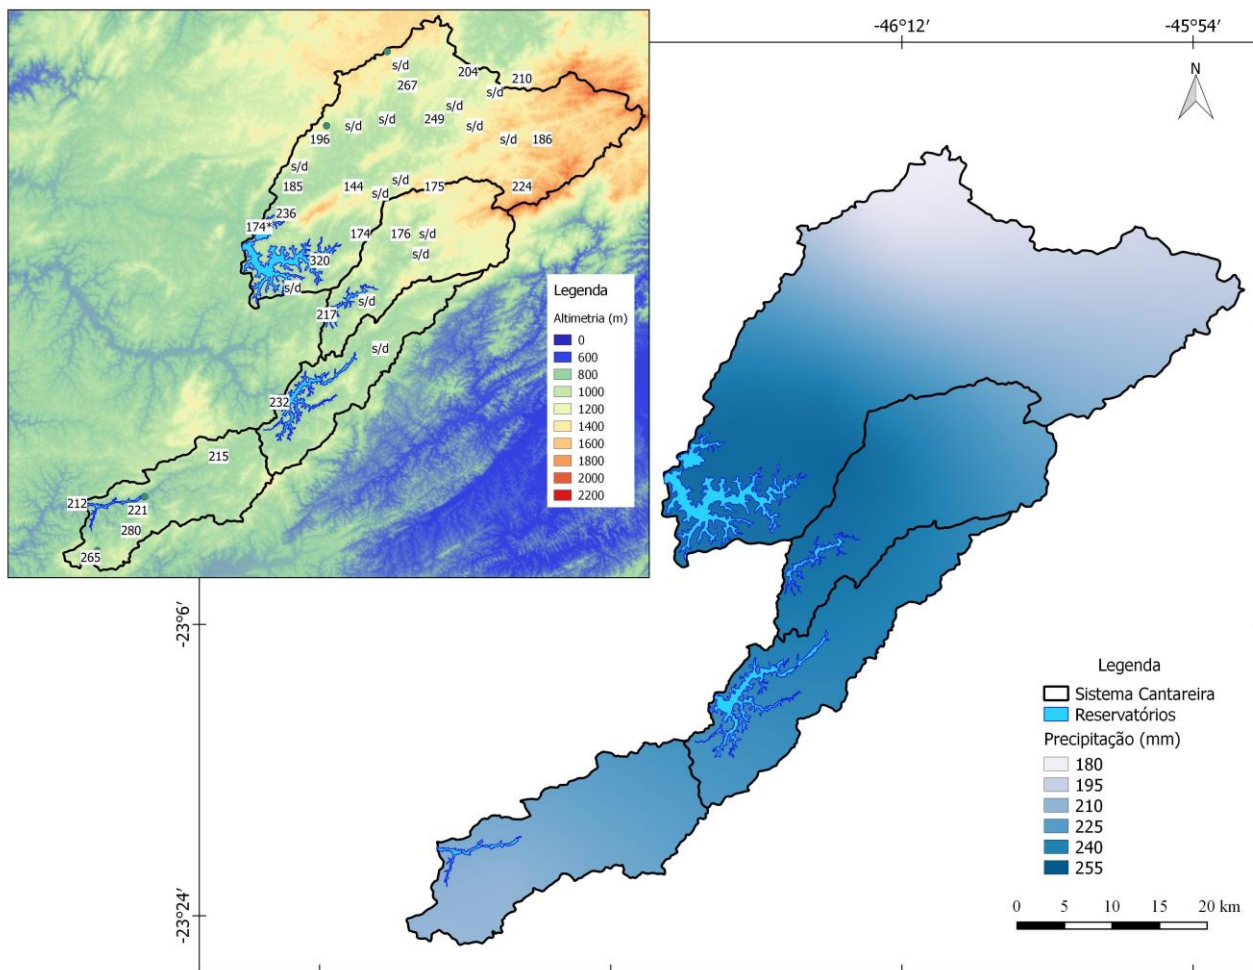 -46°12′
-45°54′
N
s/d
204
210
267
s/d
s/d
249
s/d
s/d
s/d
196
s/d
186
s/d
185
144
s/d
s/d
175
224
236
174*
174
176
s/d
s/d
320
s/d
217
s/d
s/d
232
215
212
221
280
265
Legenda
Altimetria (m)
0
600
800
1000
1200
1400
1600
1800
2000
2200
-23°6′
-23°24′
Legenda
Sistema Cantareira
Reservatórios
Precipitação (mm)
180
195
210
225
240
255
0 5 10 15 20 km